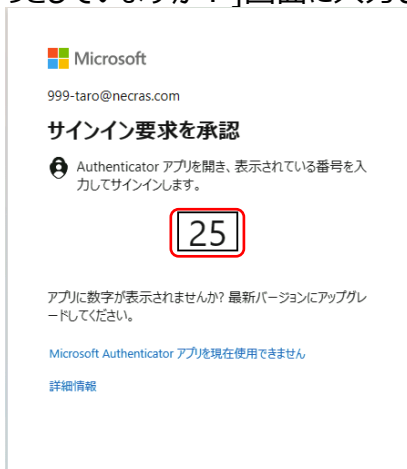 うとしていますか？」画面に入力
Microsoft
999-taro@necras.com
サインイン要求を承認
Authenticator アプリを開き、表示されている番号を入
力してサインインします。
25
アプリに数字が表示されませんか? 最新バージョンにアップグレ
ードしてください。
Microsoft Authenticator アプリを現在使用できません
詳細情報